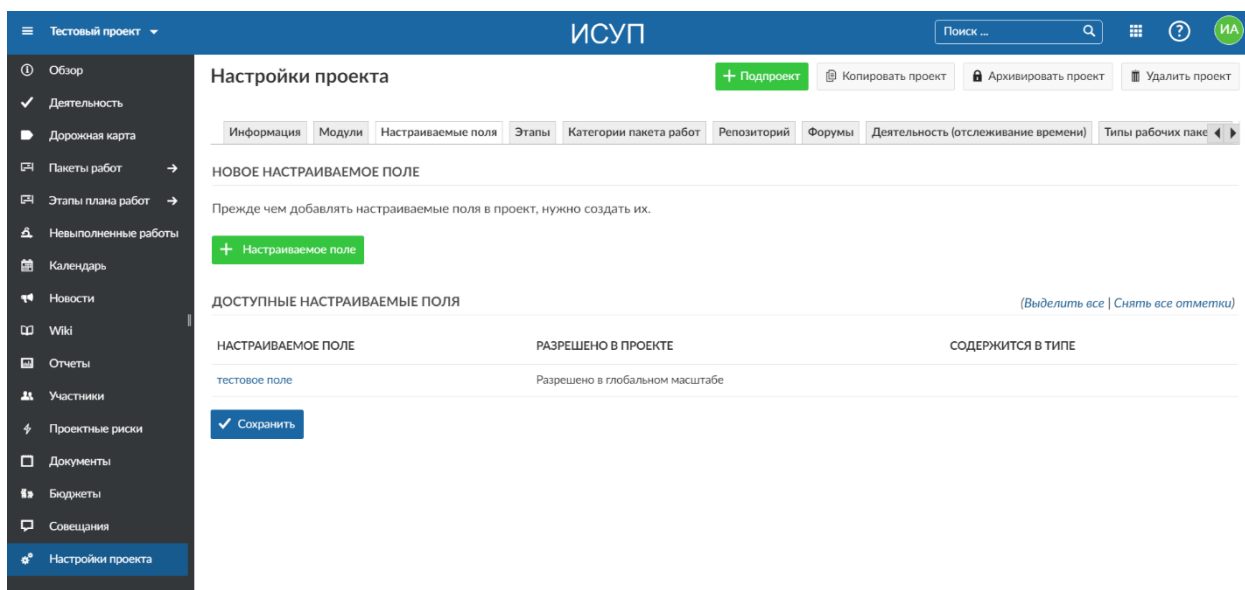 Тестовый проект
ИСУП
Поиск ...
?
ИА
Обзор
Деятельность
Дорожная карта
Пакеты работ
Этапы плана работ
Невыполненные работы
Календарь
Новости
Wiki
Отчеты
Участники
Проектные риски
Документы
Бюджеты
Совещания
Настройки проекта
Настройки проекта
+ Подпроект
Копировать проект
Архивировать проект
Удалить проект
Информация
Модули
Настраиваемые поля
Этапы
Категории пакета работ
Репозиторий
Форумы
Деятельность (отслеживание времени)
Типы рабочих паке
НОВОЕ НАСТРАИВАЕМОЕ ПОЛЕ
Прежде чем добавлять настраиваемые поля в проект, нужно создать их.
+ Настраиваемое поле
ДОСТУПНЫЕ НАСТРАИВАЕМЫЕ ПОЛЯ
(Выделить все | Снять все отметки)
НАСТРАИВАЕМОЕ ПОЛЕ
РАЗРЕШЕНО В ПРОЕКТЕ
СОДЕРЖИТСЯ В ТИПЕ
тестовое поле
Разрешено в глобальном масштабе
Сохранить